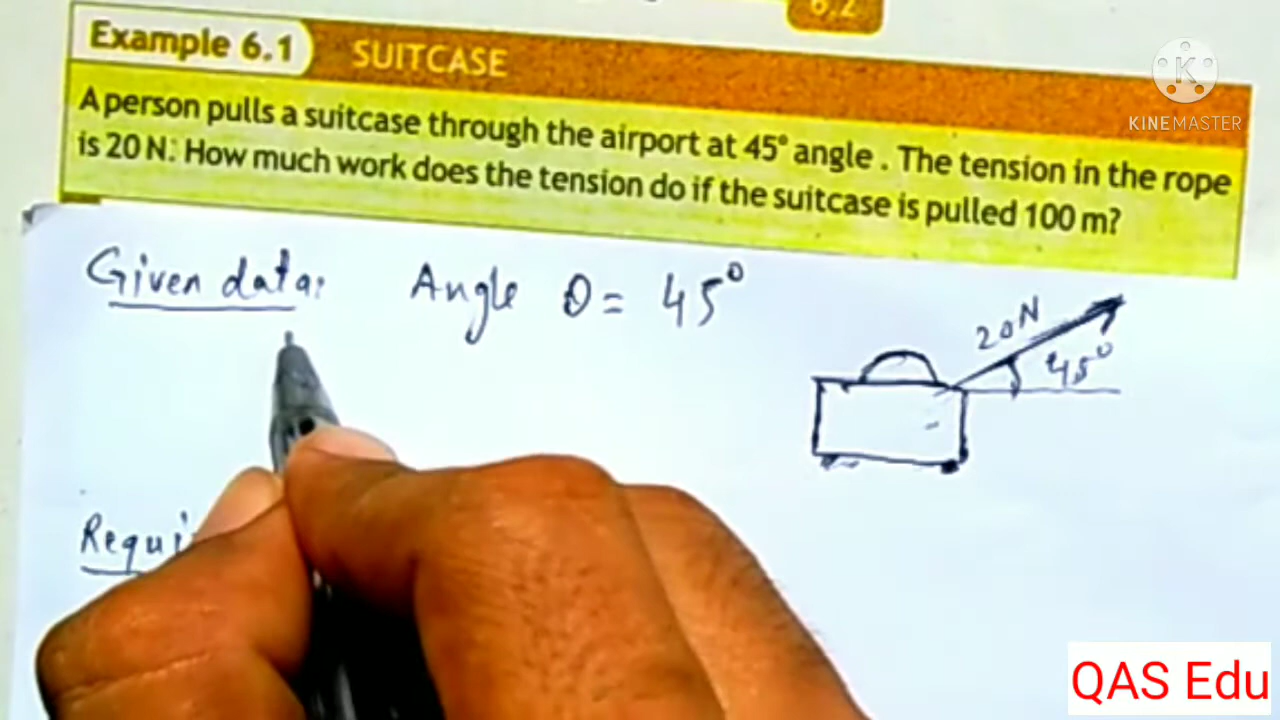 6.2
Example 6.1 SUITCASE
A person pulls a suitcase through the airport at 45° angle . The tension in the rope
is 20 N. How much work does the tension do if the suitcase is pulled 100 m?
Given data: Angle θ = 45°
20N
45°
Requi
K
KINEMASTER
QAS Edu